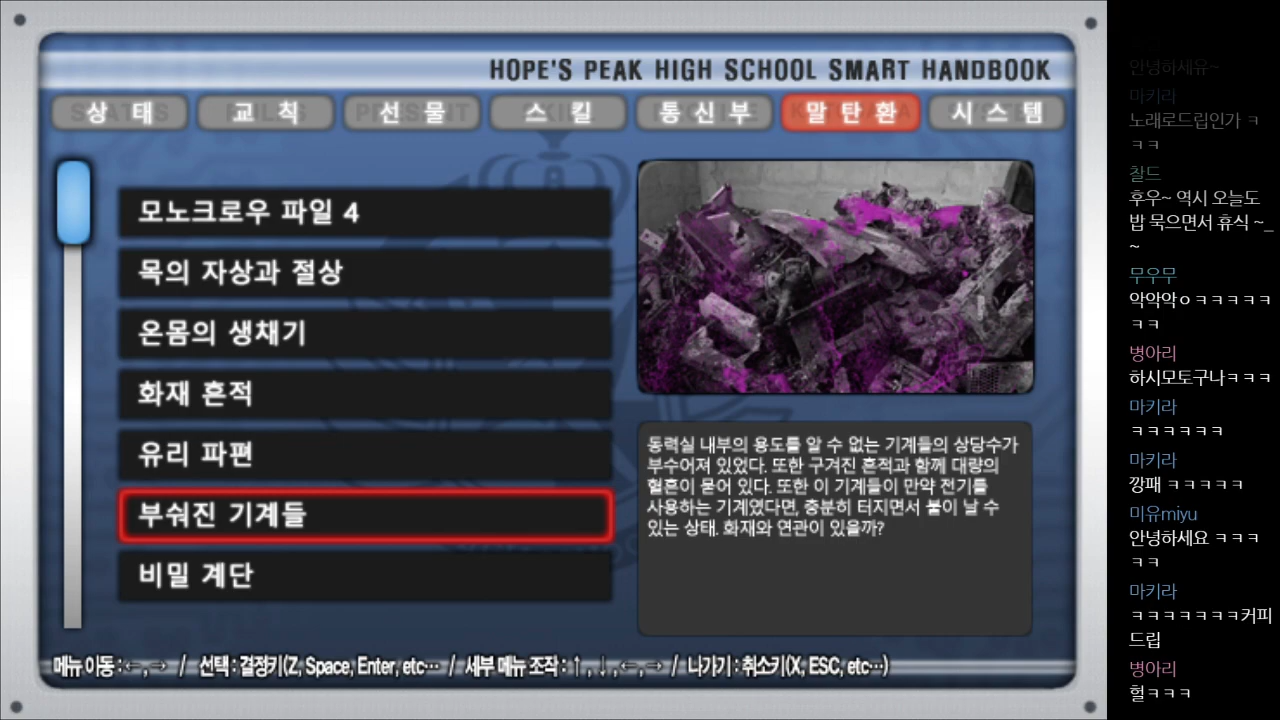 HOPE'S PEAK HIGH SCHOOL SMART HANDBOOK
상 태 교 칙 선 물 스 킬 통 신 부 말 탄 환 시 스 템
모노크로우 파일 4
목의 자상과 절상
온몸의 생채기
화재 흔적
유리 파편
부숴진 기계들
비밀 계단
동력실 내부의 용도를 알 수 없는 기계들의 상당수가
부수어져 있었다. 또한 구겨진 흔적과 함께 대량의
혈흔이 묻어 있다. 또한 이 기계들이 만약 전기를
사용하는 기계였다면, 충분히 터지면서 불이 날 수
있는 상태. 화재와 연관이 있을까?
메뉴 이동 : ←, → / 선택 : 결정키(Z, Space, Enter, etc… / 세부 메뉴 조작 : ↑, ↓, ←, → / 나가기 : 취소키(X, ESC, etc…)
안녕하세유~
마키라
노래로드립인가 ㅋ
ㅋㅋ
찰드
후우~ 역시 오늘도
밥 묵으면서 휴식 ~_
~
무우무
악악악ㅇㅋㅋㅋㅋㅋ
ㅋㅋ
병아리
하시모토구나ㅋㅋㅋ
마키라
ㅋㅋㅋㅋㅋㅋ
마키라
깡패 ㅋㅋㅋㅋㅋ
미유miyu
안녕하세요 ㅋㅋㅋ
ㅋㅋ
마키라
ㅋㅋㅋㅋㅋㅋㅋ커피
드립
병아리
헐ㅋㅋㅋ